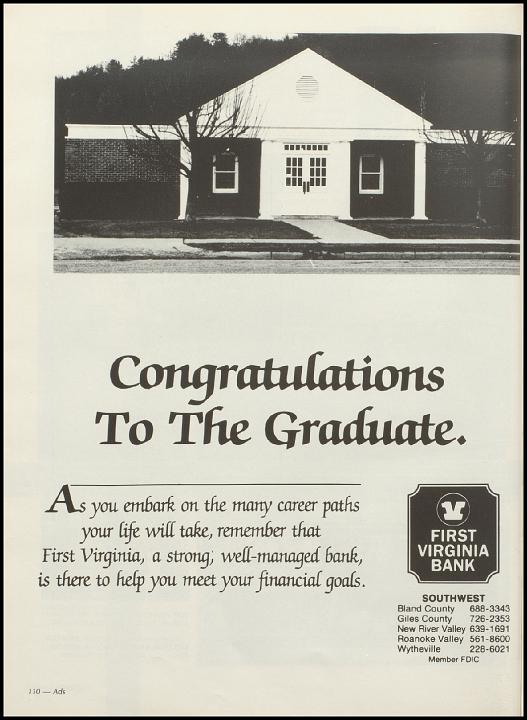 Congratulations
To The Graduate.
As you embark on the many career paths
your life will take, remember that
First Virginia, a strong, well-managed bank,
is there to help you meet your financial goals.
FIRST
VIRGINIA
BANK
SOUTHWEST
Bland County 688-3343
Giles County 726-2353
New River Valley 639-1691
Roanoke Valley 561-8600
Wytheville 228-6021
Member FDIC
110 — Ads